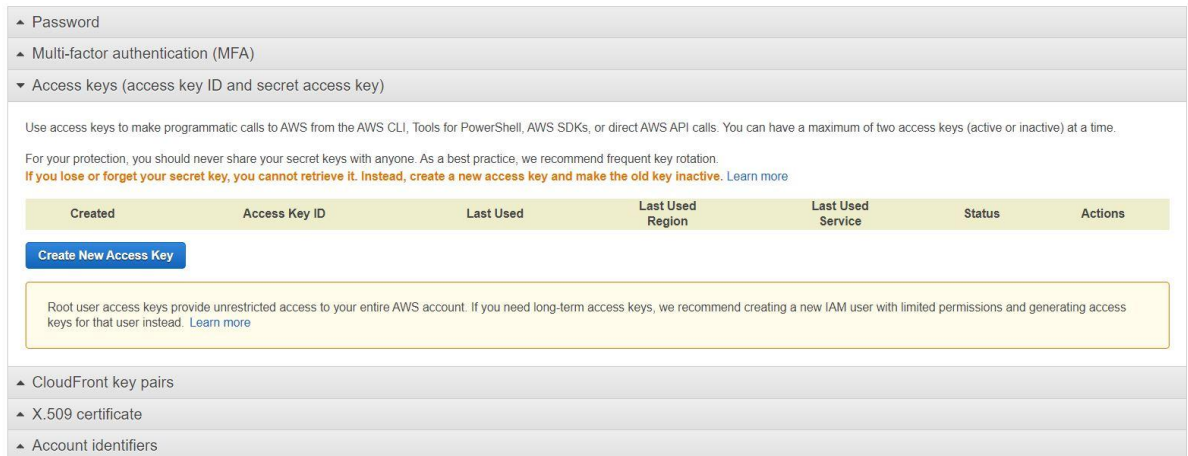 Password
Multi-factor authentication (MFA)
Access keys (access key ID and secret access key)
Use access keys to make programmatic calls to AWS from the AWS CLI, Tools for PowerShell, AWS SDKs, or direct AWS API calls. You can have a maximum of two access keys (active or inactive) at a time.
For your protection, you should never share your secret keys with anyone. As a best practice, we recommend frequent key rotation.
If you lose or forget your secret key, you cannot retrieve it. Instead, create a new access key and make the old key inactive. Learn more
Created Access Key ID Last Used Last Used Region Last Used Service Status Actions
Create New Access Key
Root user access keys provide unrestricted access to your entire AWS account. If you need long-term access keys, we recommend creating a new IAM user with limited permissions and generating access
keys for that user instead. Learn more
CloudFront key pairs
X.509 certificate
Account identifiers